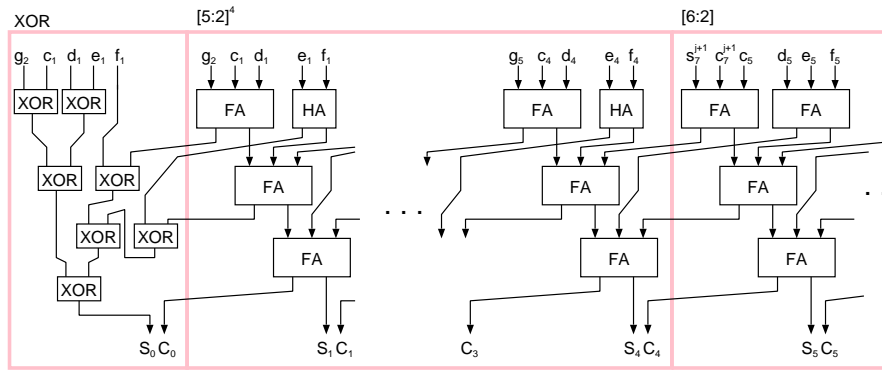 XOR [5:2]⁴ [6:2]
g₂ c₁ d₁ e₁ f₁ g₂ c₁ d₁ e₁ f₁ g₅ c₄ d₄ e₄ f₄ s₇ʲ⁺¹ c₇ʲ⁺¹ c₅ d₅ e₅ f₅
XOR XOR FA HA FA HA FA FA
XOR XOR FA FA FA
. . . . .
XOR XOR FA FA FA
XOR
S₀ C₀ S₁ C₁ C₃ S₄ C₄ S₅ C₅